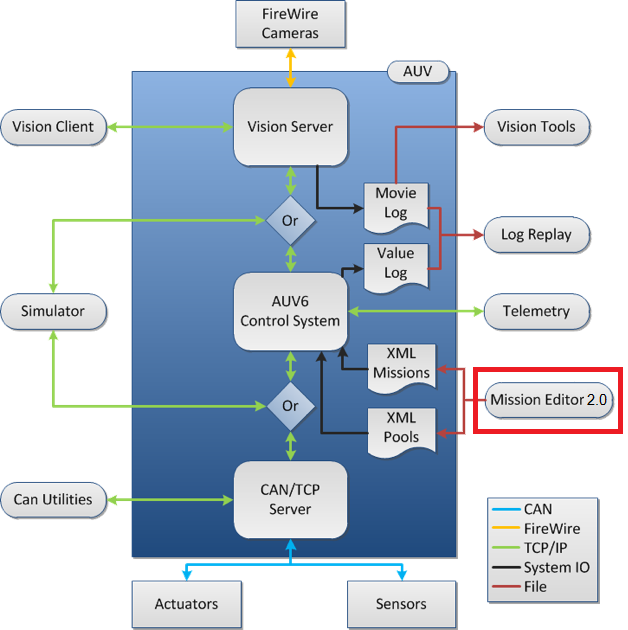 FireWire
Cameras
AUV
Vision Client
Vision Server
Vision Tools
Movie
Log
Or
Log Replay
Value
Log
Simulator
AUV6
Control System
Telemetry
XML
Missions
Mission Editor 2.0
Or
XML
Pools
Can Utilities
CAN/TCP
Server
CAN
FireWire
TCP/IP
System IO
File
Actuators
Sensors